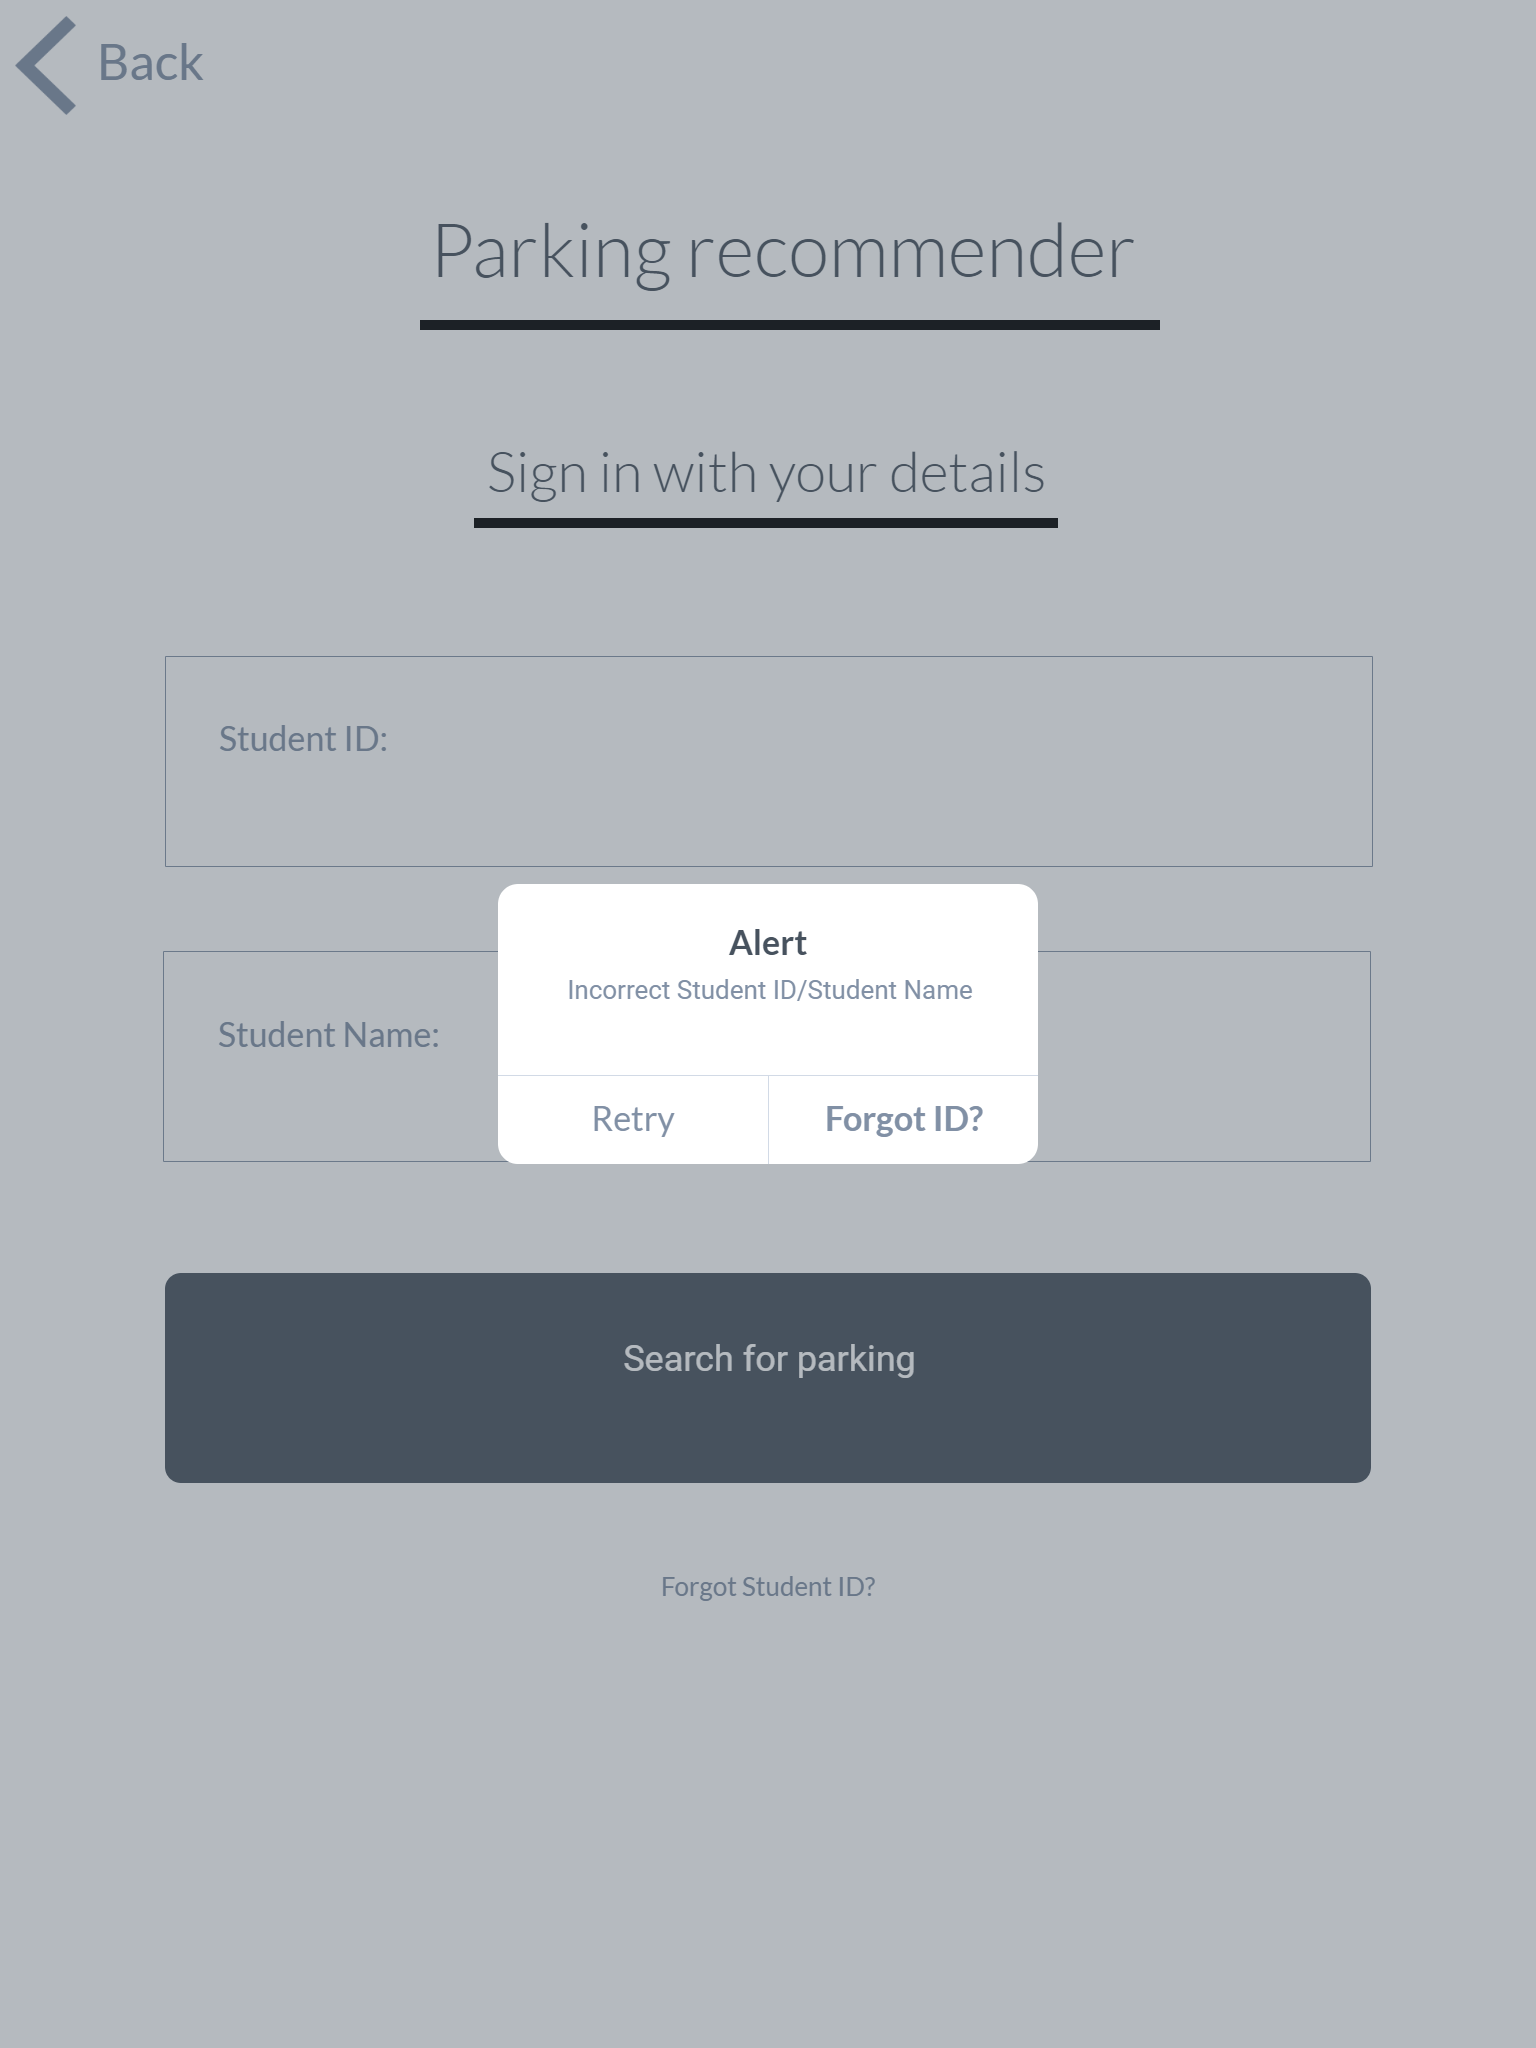 Back
Parking recommender
Sign in with your details
Student ID:
Alert
Incorrect Student ID/Student Name
Student Name:
Retry
Forgot ID?
Search for parking
Forgot Student ID?